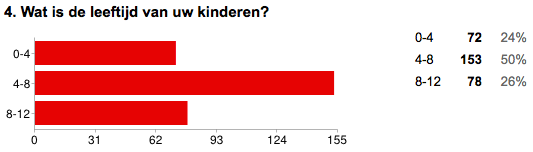 4. Wat is de leeftijd van uw kinderen?
0-4
4-8
8-12
0 31 62 93 124 155
0-4 72 24%
4-8 153 50%
8-12 78 26%